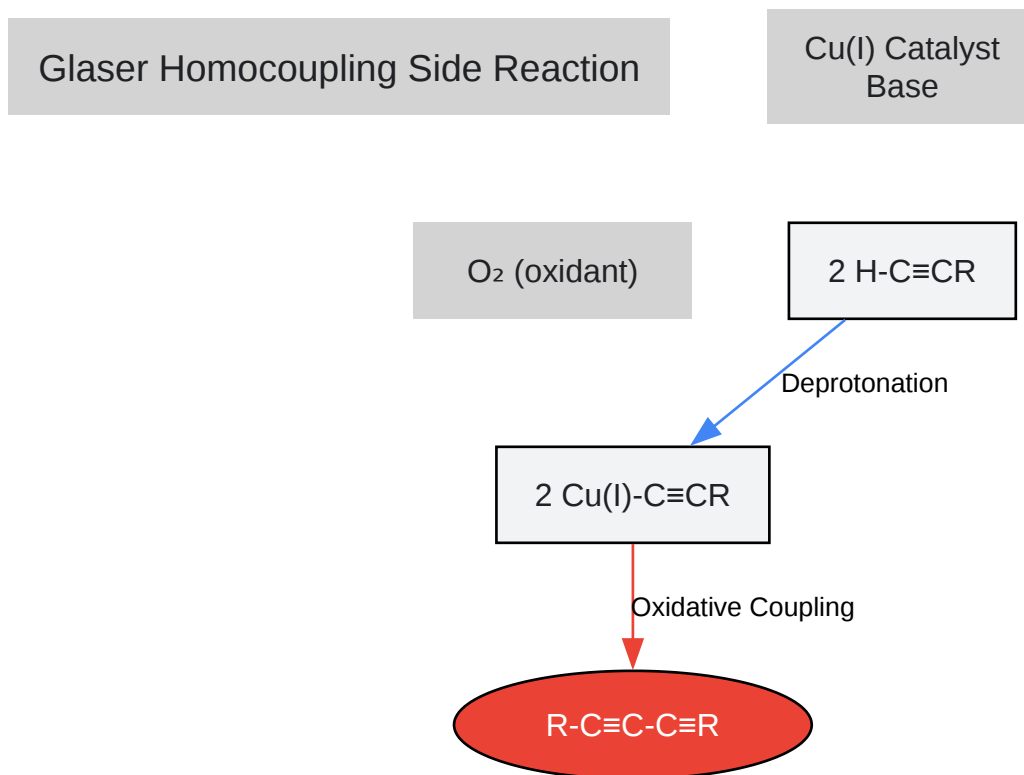 Glaser Homocoupling Side Reaction
Cu(I) Catalyst
Base
O₂ (oxidant)
2 H-C≡CR
Deprotonation
2 Cu(I)-C≡CR
Oxidative Coupling
R-C≡C-C≡R